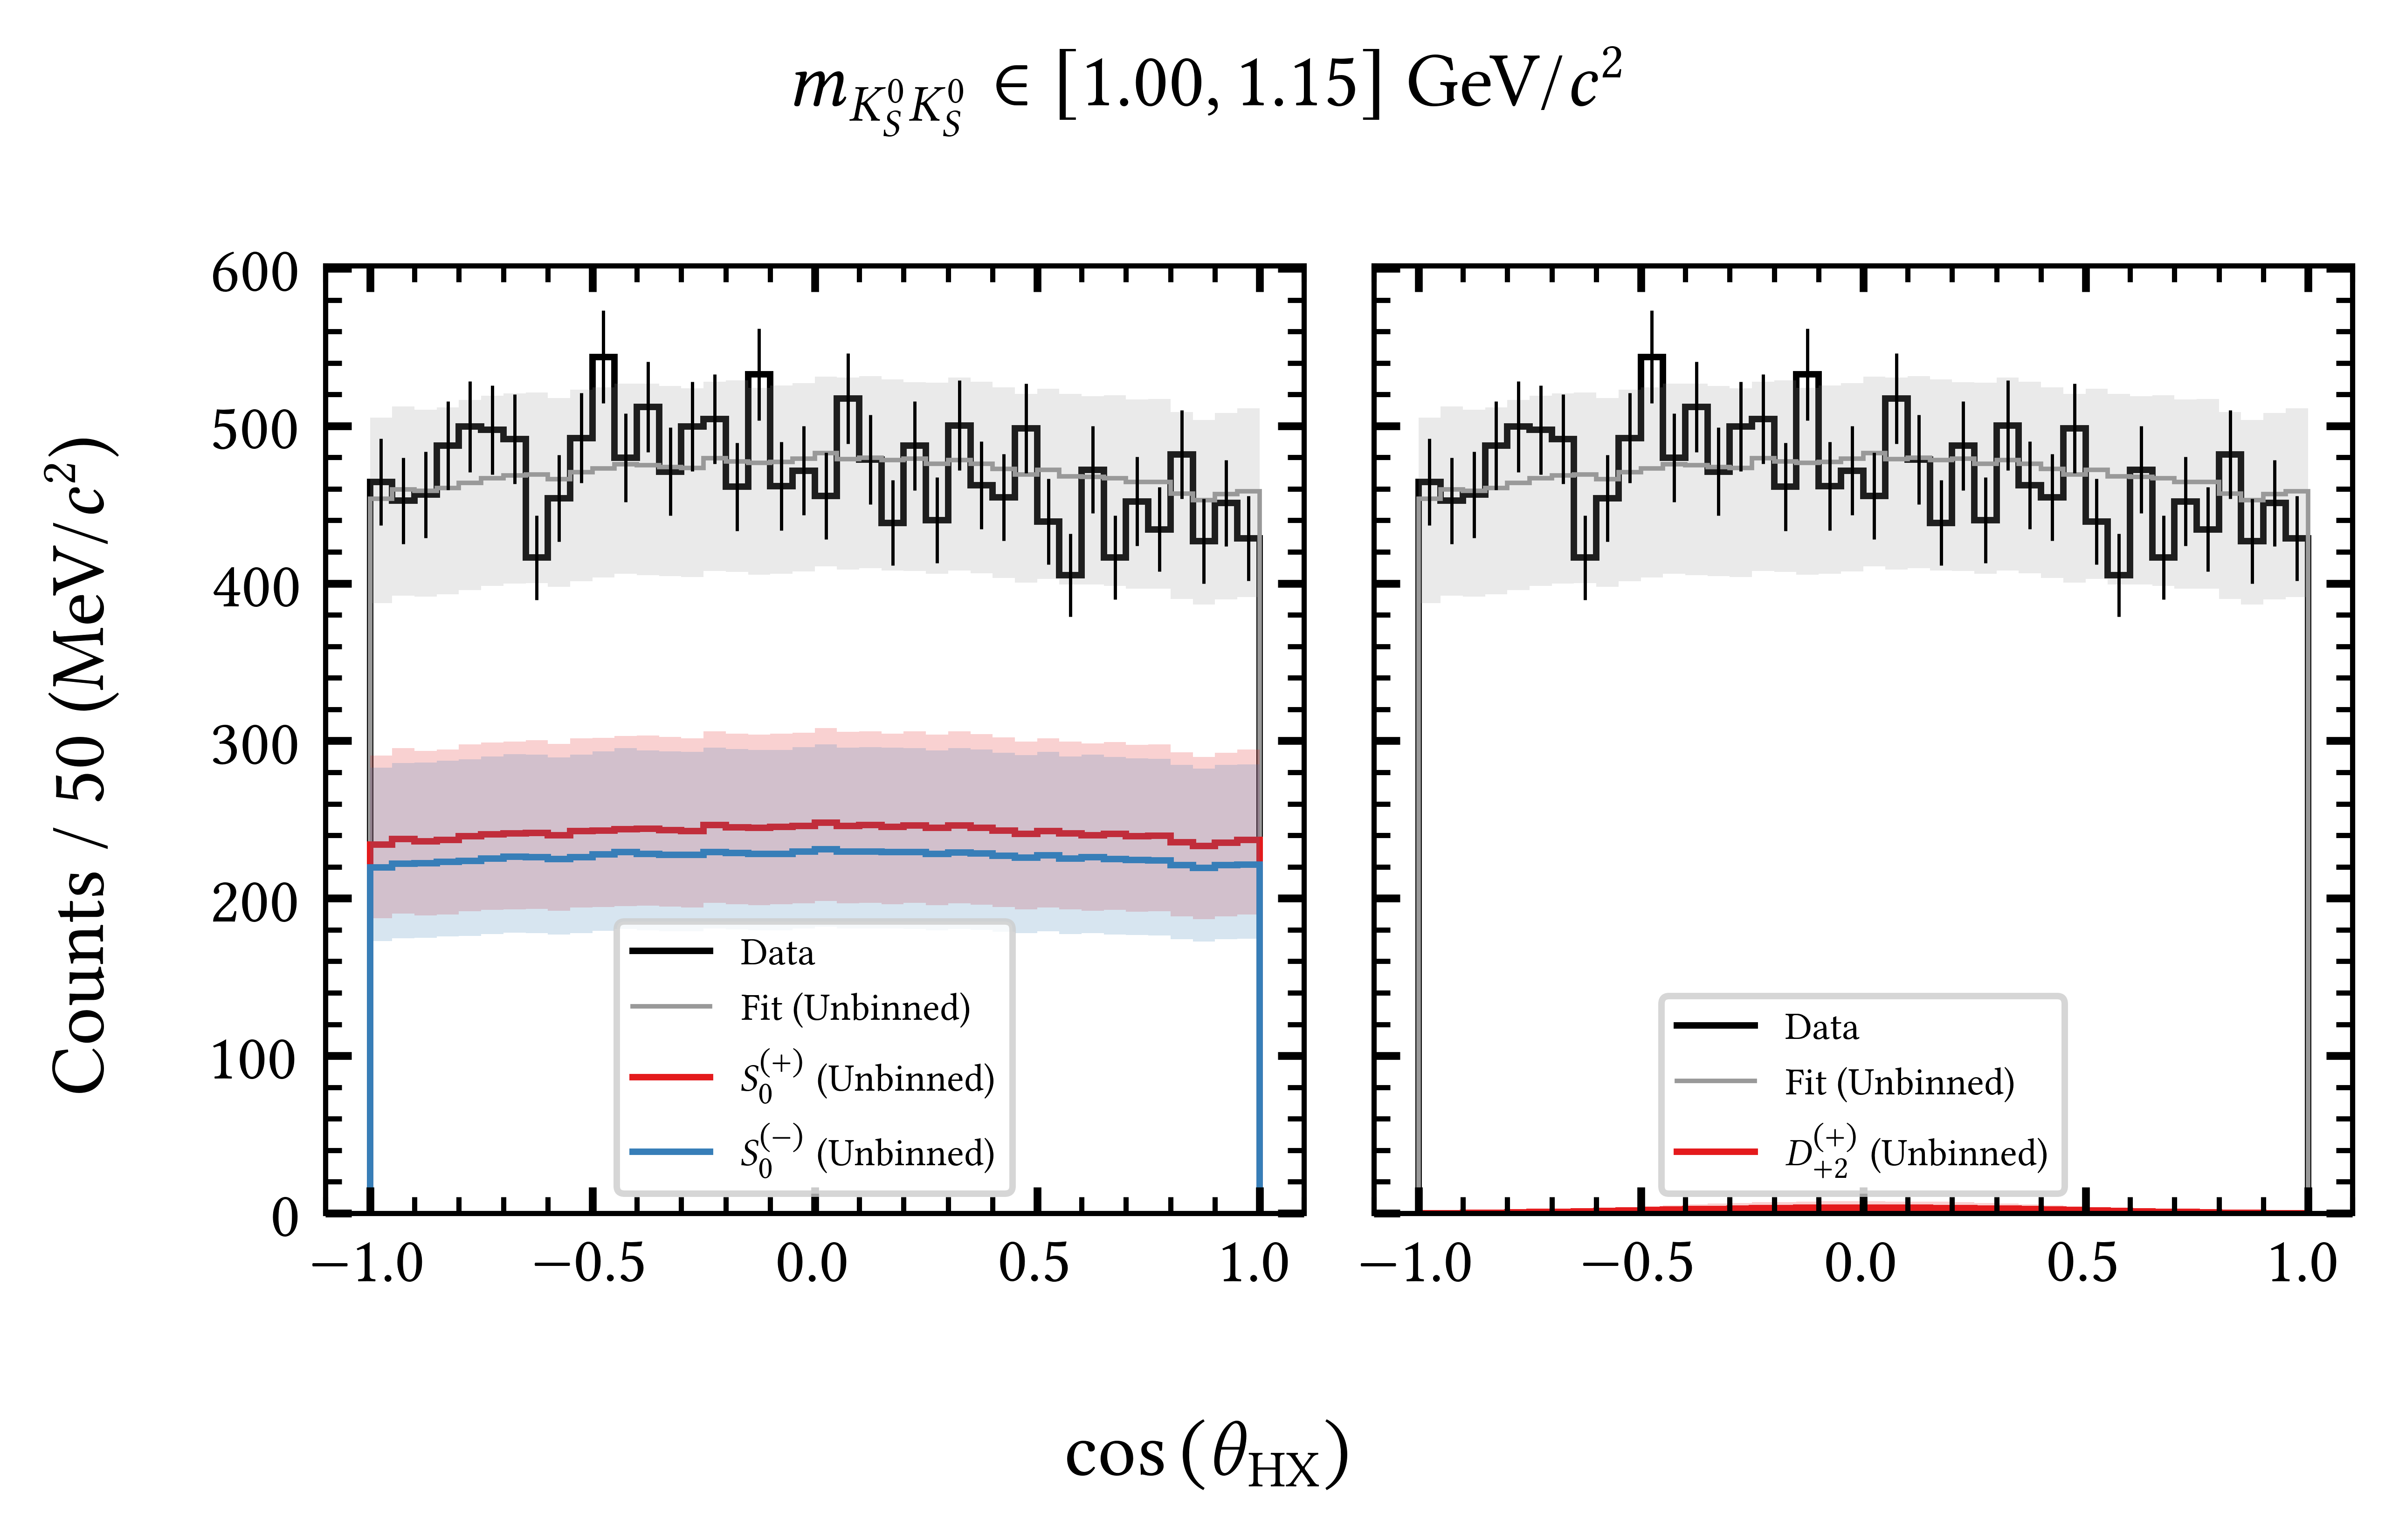 m_{K_S^0 K_S^0} ∈ [1.00, 1.15] GeV/c²
Counts / 50 (MeV/c²)
600
500
400
300
200
100
0
Data
Fit (Unbinned)
S_0^{(+)} (Unbinned)
S_0^{(−)} (Unbinned)
Data
Fit (Unbinned)
D_{+2}^{(+)} (Unbinned)
−1.0 −0.5 0.0 0.5 1.0 −1.0 −0.5 0.0 0.5 1.0
cos (θ_{HX})